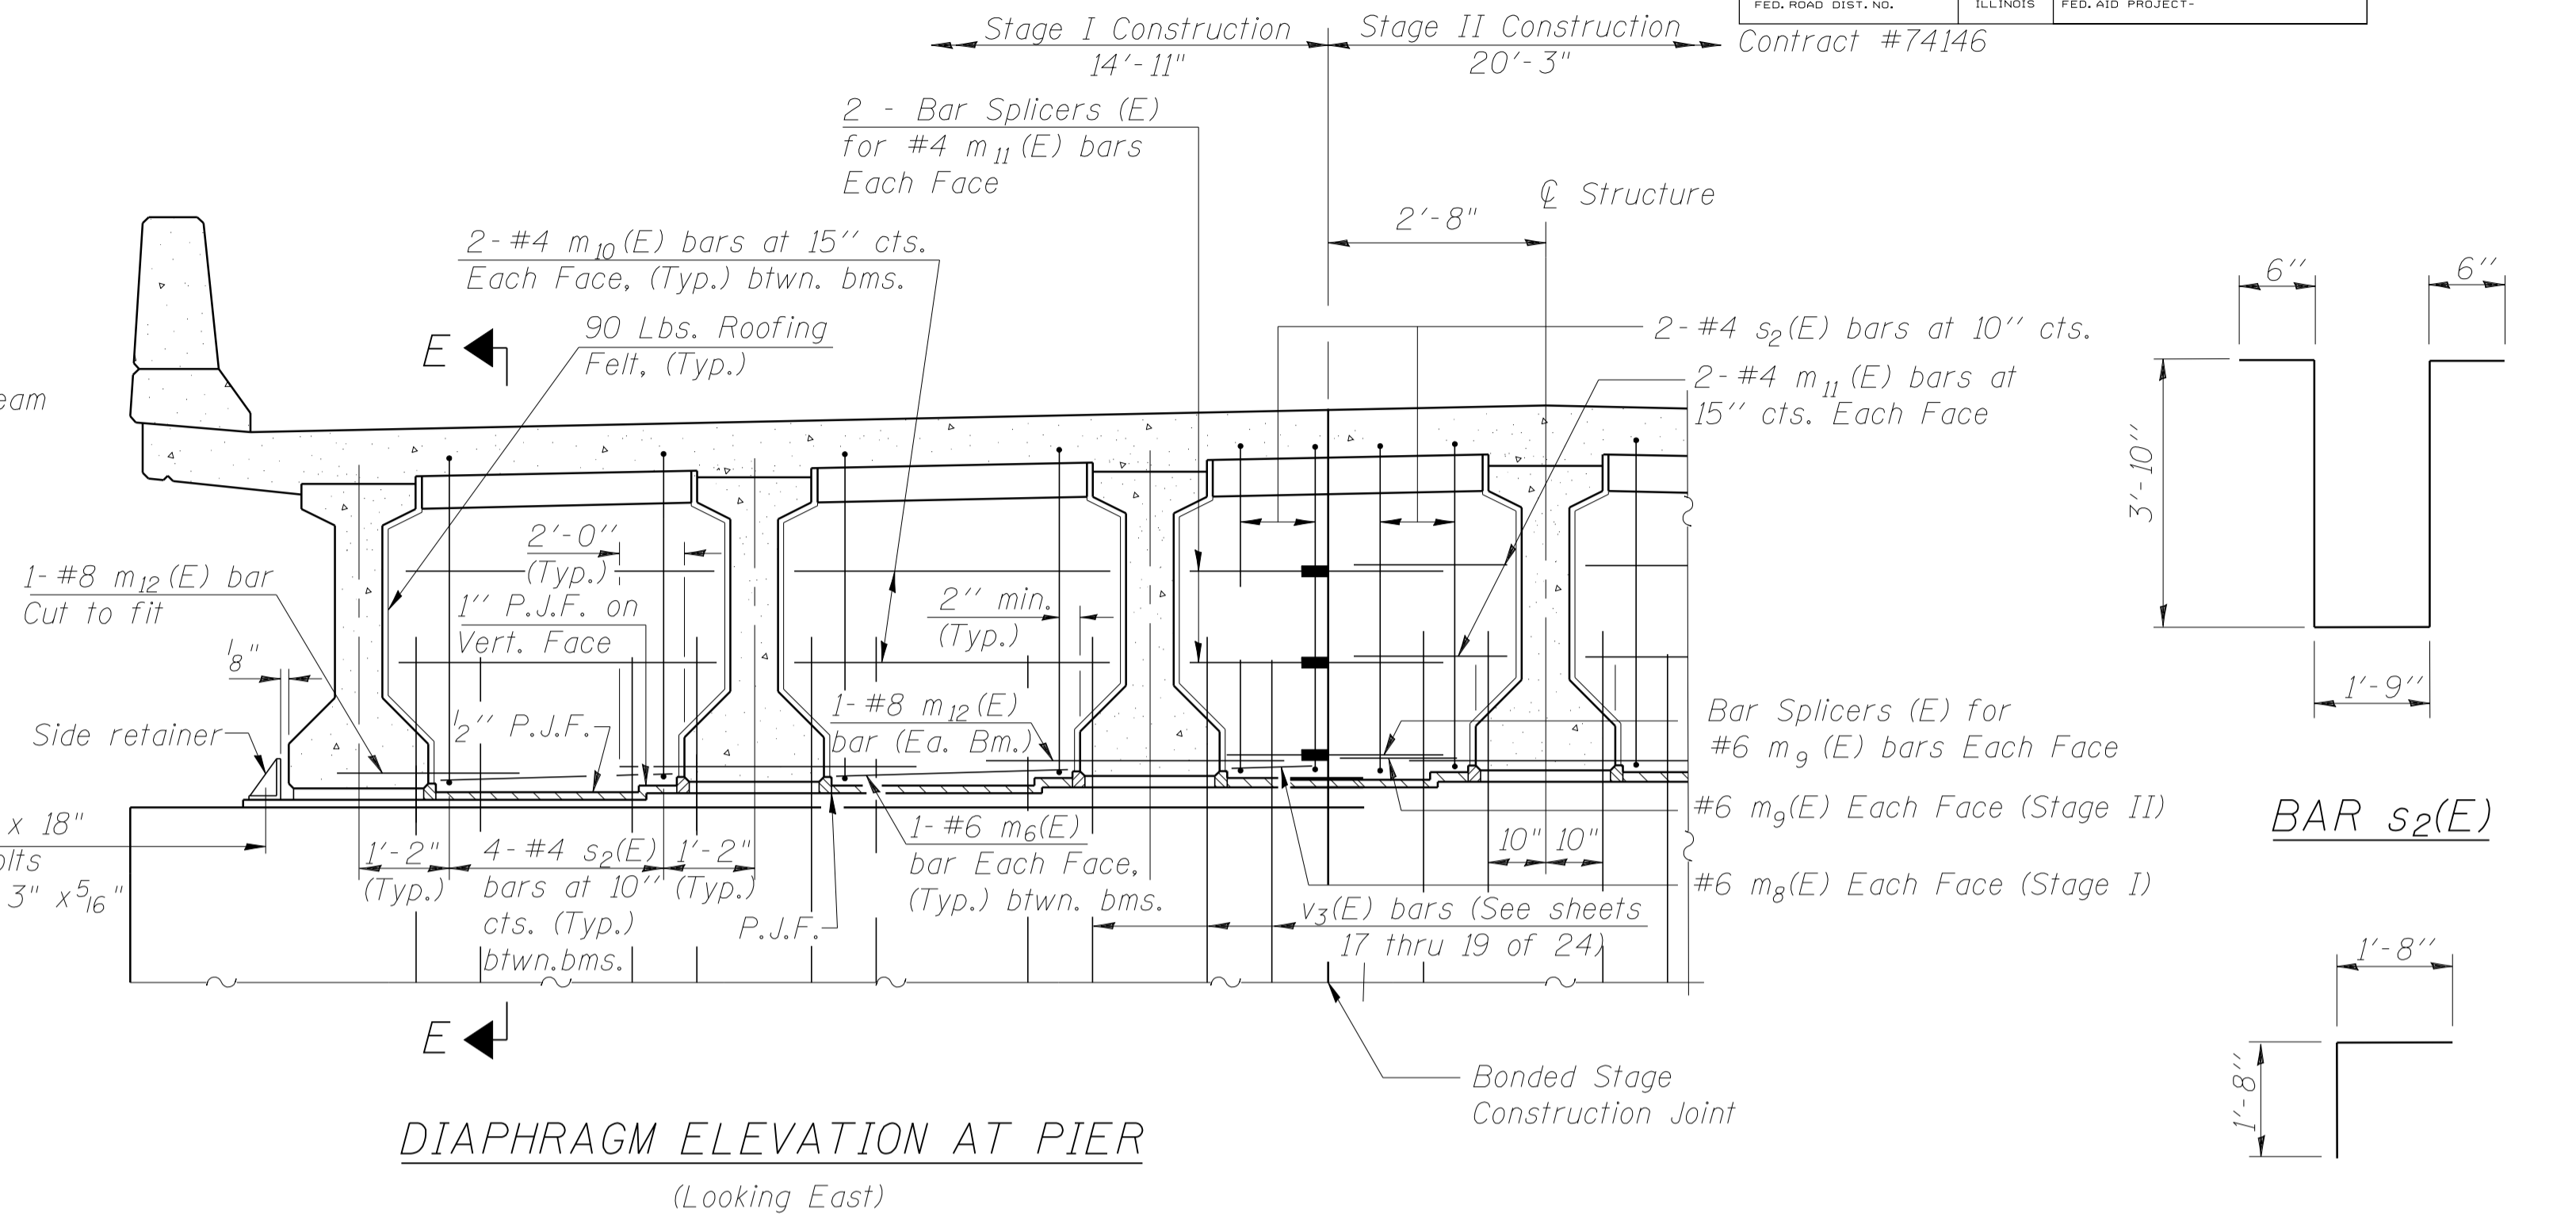 FED. ROAD DIST. NO.
ILLINOIS
FED. AID PROJECT-
Contract #74146
Stage I Construction
14'-11"
Stage II Construction
20'-3"
2 - Bar Splicers (E)
for #4 m11(E) bars
Each Face
℄ Structure
2'-8"
2-#4 m10(E) bars at 15" cts.
Each Face, (Typ.) btwn. bms.
90 Lbs. Roofing
Felt, (Typ.)
E
2-#4 s2(E) bars at 10" cts.
2-#4 m11(E) bars at
15" cts. Each Face
6"
6"
3'-10"
1'-9"
BAR s2(E)
eam
1-#8 m12(E) bar
Cut to fit
1/8"
Side retainer
2'-0"
(Typ.)
1" P.J.F. on
Vert. Face
1/2" P.J.F.
2" min.
(Typ.)
1-#8 m12(E)
bar (Ea. Bm.)
Bar Splicers (E) for
#6 m9(E) bars Each Face
#6 m9(E) Each Face (Stage II)
#6 m8(E) Each Face (Stage I)
x 18"
olts
3" x 5/16"
1'-2"
(Typ.)
4-#4 s2(E)
bars at 10"
cts. (Typ.)
btwn.bms.
1'-2"
(Typ.)
P.J.F.
1-#6 m6(E)
bar Each Face,
(Typ.) btwn. bms.
10"
10"
v3(E) bars (See sheets
17 thru 19 of 24)
E
Bonded Stage
Construction Joint
1'-8"
1'-8"
DIAPHRAGM ELEVATION AT PIER
(Looking East)